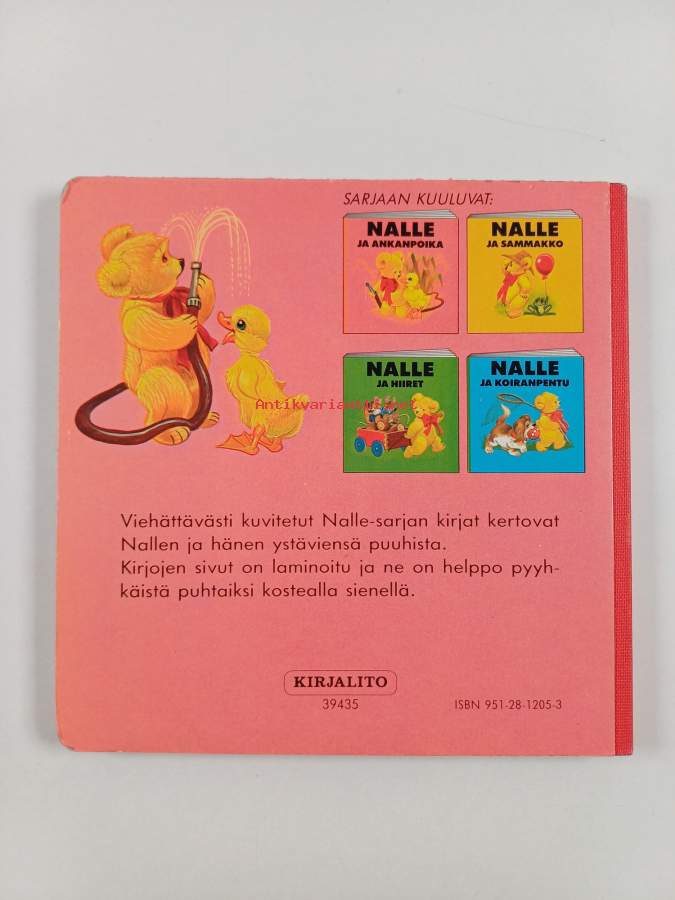 SARJAAN KUULUVAT:
NALLE
JA ANKANPOIKA
NALLE
JA SAMMAKKO
NALLE
JA HIIRET
NALLE
JA KOIRANPENTU
Antikvariaatti.net
Viehättävästi kuvitetut Nalle-sarjan kirjat kertovat
Nallen ja hänen ystäviensä puuhista.
Kirjojen sivut on laminoitu ja ne on helppo pyyh-
käistä puhtaiksi kostealla sienellä.
KIRJALITO
39435
ISBN 951-28-1205-3